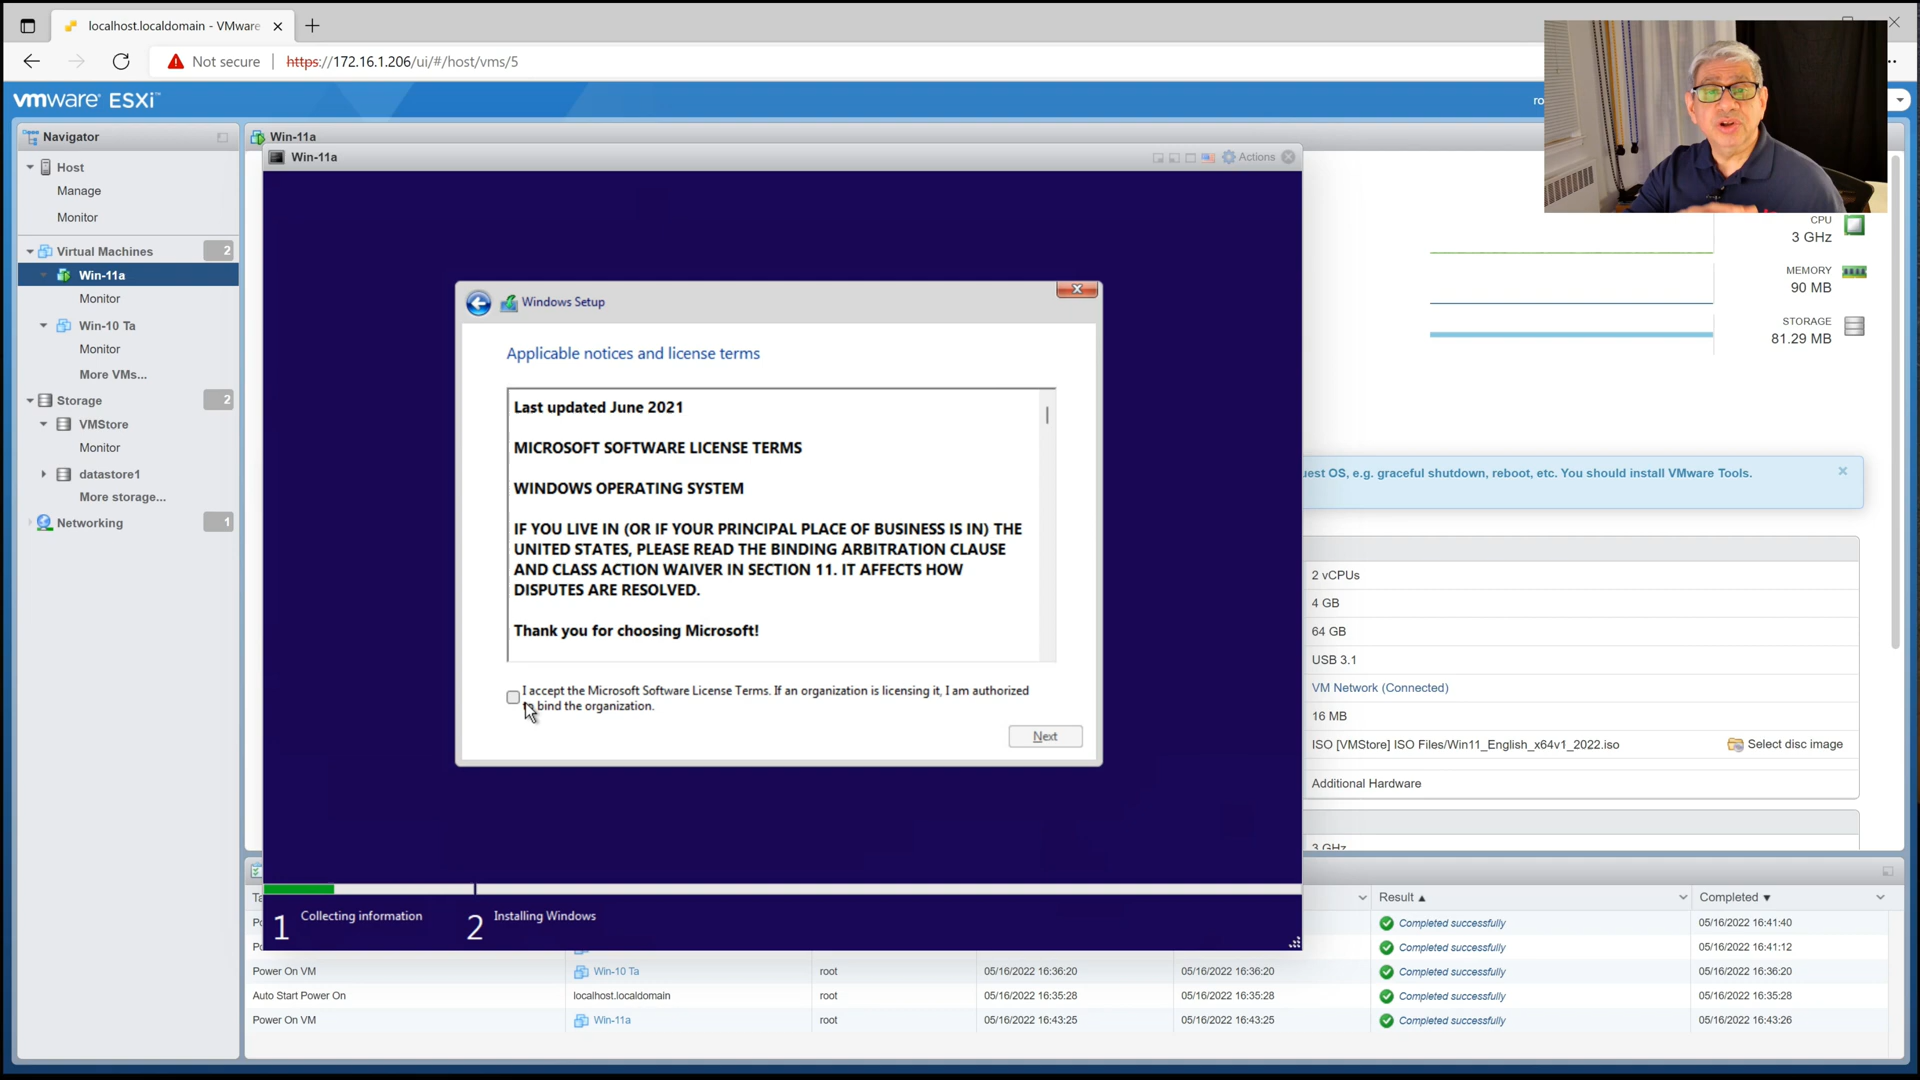 localhost.localdomain - VMware
Not secure
https://172.16.1.206/ui/#/host/vms/5
vmware ESXi™
ro
Navigator
Host
Manage
Monitor
Virtual Machines 2
Win-11a
Monitor
Win-10 Ta
Monitor
More VMs...
Storage 2
VMStore
Monitor
datastore1
More storage...
Networking 1
Win-11a
Win-11a
Actions
Windows Setup
Applicable notices and license terms
Last updated June 2021
MICROSOFT SOFTWARE LICENSE TERMS
WINDOWS OPERATING SYSTEM
IF YOU LIVE IN (OR IF YOUR PRINCIPAL PLACE OF BUSINESS IS IN) THE
UNITED STATES, PLEASE READ THE BINDING ARBITRATION CLAUSE
AND CLASS ACTION WAIVER IN SECTION 11. IT AFFECTS HOW
DISPUTES ARE RESOLVED.
Thank you for choosing Microsoft!
I accept the Microsoft Software License Terms. If an organization is licensing it, I am authorized
bind the organization.
Next
1 Collecting information
2 Installing Windows
CPU
3 GHz
MEMORY
90 MB
STORAGE
81.29 MB
uest OS, e.g. graceful shutdown, reboot, etc. You should install VMware Tools.
2 vCPUs
4 GB
64 GB
USB 3.1
VM Network (Connected)
16 MB
ISO [VMStore] ISO Files/Win11_English_x64v1_2022.iso Select disc image
Additional Hardware
3 GHz
Ta Result ▲ Completed ▼
Po Completed successfully 05/16/2022 16:41:40
Po Completed successfully 05/16/2022 16:41:12
Power On VM Win-10 Ta root 05/16/2022 16:36:20 05/16/2022 16:36:20 Completed successfully 05/16/2022 16:36:20
Auto Start Power On localhost.localdomain root 05/16/2022 16:35:28 05/16/2022 16:35:28 Completed successfully 05/16/2022 16:35:28
Power On VM Win-11a root 05/16/2022 16:43:25 05/16/2022 16:43:25 Completed successfully 05/16/2022 16:43:26